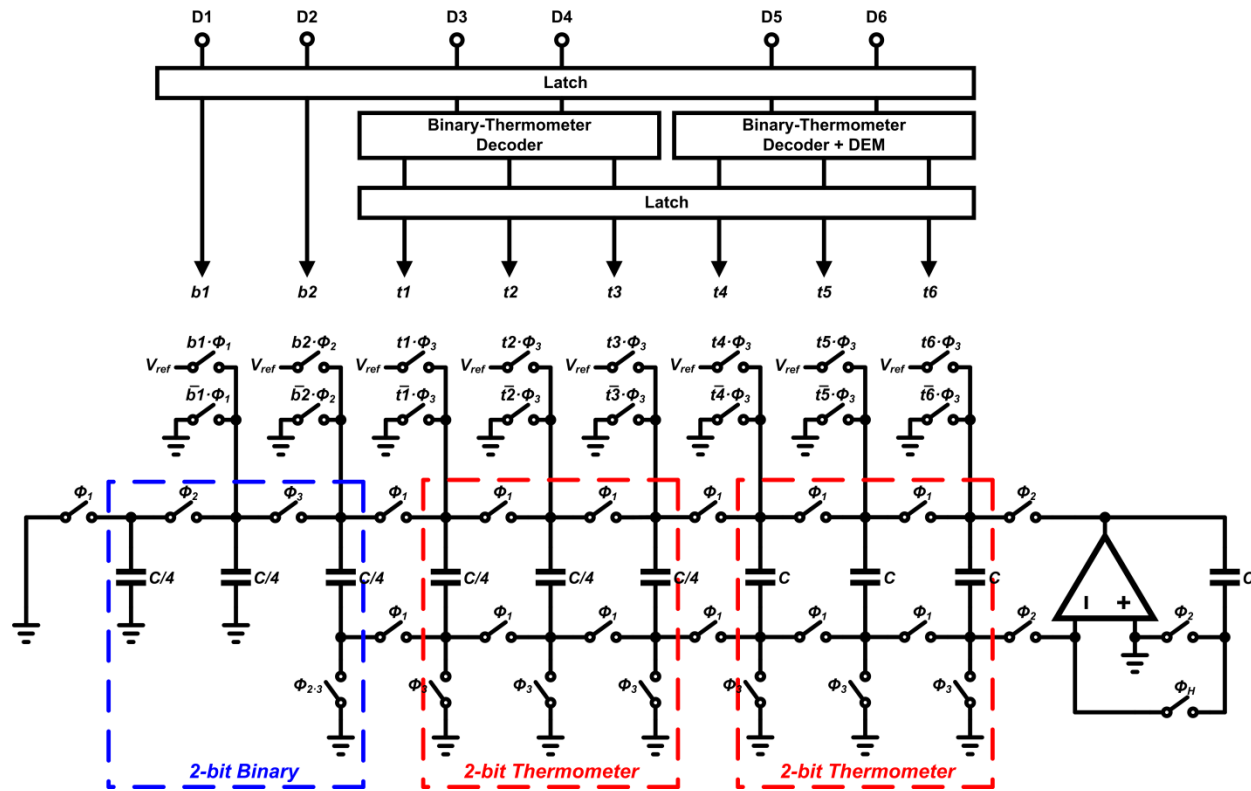 D1 D2 D3 D4 D5 D6
Latch
Binary-Thermometer
Decoder
Binary-Thermometer
Decoder + DEM
Latch
b1 b2 t1 t2 t3 t4 t5 t6
b1·Φ1 b2·Φ2 t1·Φ3 t2·Φ3 t3·Φ3 t4·Φ3 t5·Φ3 t6·Φ3
Vref Vref Vref Vref Vref Vref Vref Vref
b̄1·Φ1 b̄2·Φ2 t̄1·Φ3 t̄2·Φ3 t̄3·Φ3 t̄4·Φ3 t̄5·Φ3 t̄6·Φ3
Φ1 Φ2 Φ3 Φ1 Φ1 Φ1 Φ1 Φ1 Φ1 Φ2
C/4 C/4 C/4 C/4 C/4 C/4 C C C C
Φ1 Φ1 Φ1 Φ1 Φ1 Φ1 Φ2 Φ2
Φ2·3 Φ3 Φ3 Φ3 Φ3 Φ3 Φ3 ΦH
2-bit Binary
2-bit Thermometer
2-bit Thermometer